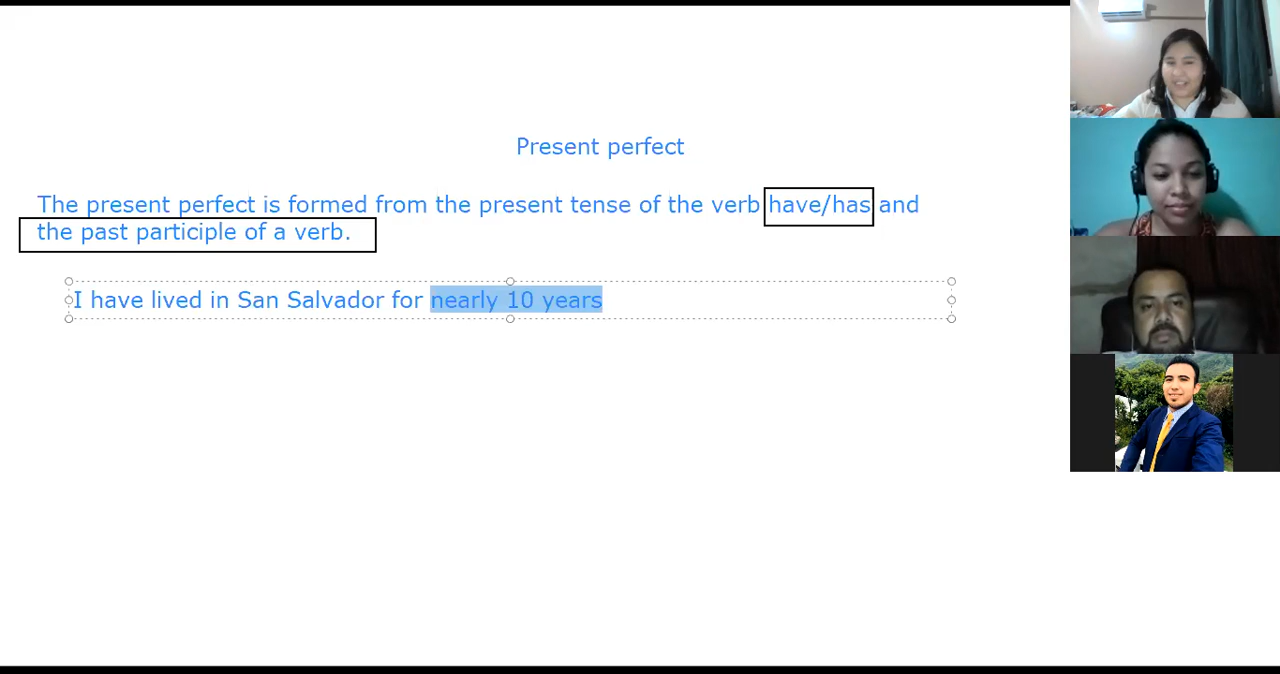 Present perfect
The present perfect is formed from the present tense of the verb have/has and
the past participle of a verb.
I have lived in San Salvador for nearly 10 years